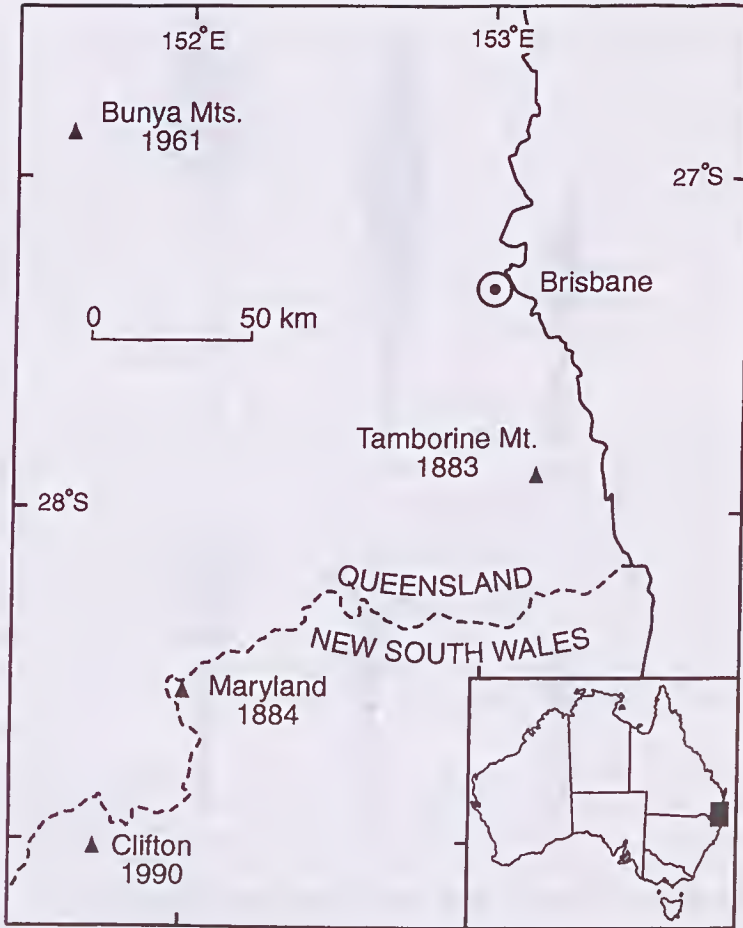 152°E
153°E
Bunya Mts.
1961
27°S
Brisbane
0 50 km
Tamborine Mt.
1883
28°S
QUEENSLAND
NEW SOUTH WALES
Maryland
1884
Clifton
1990